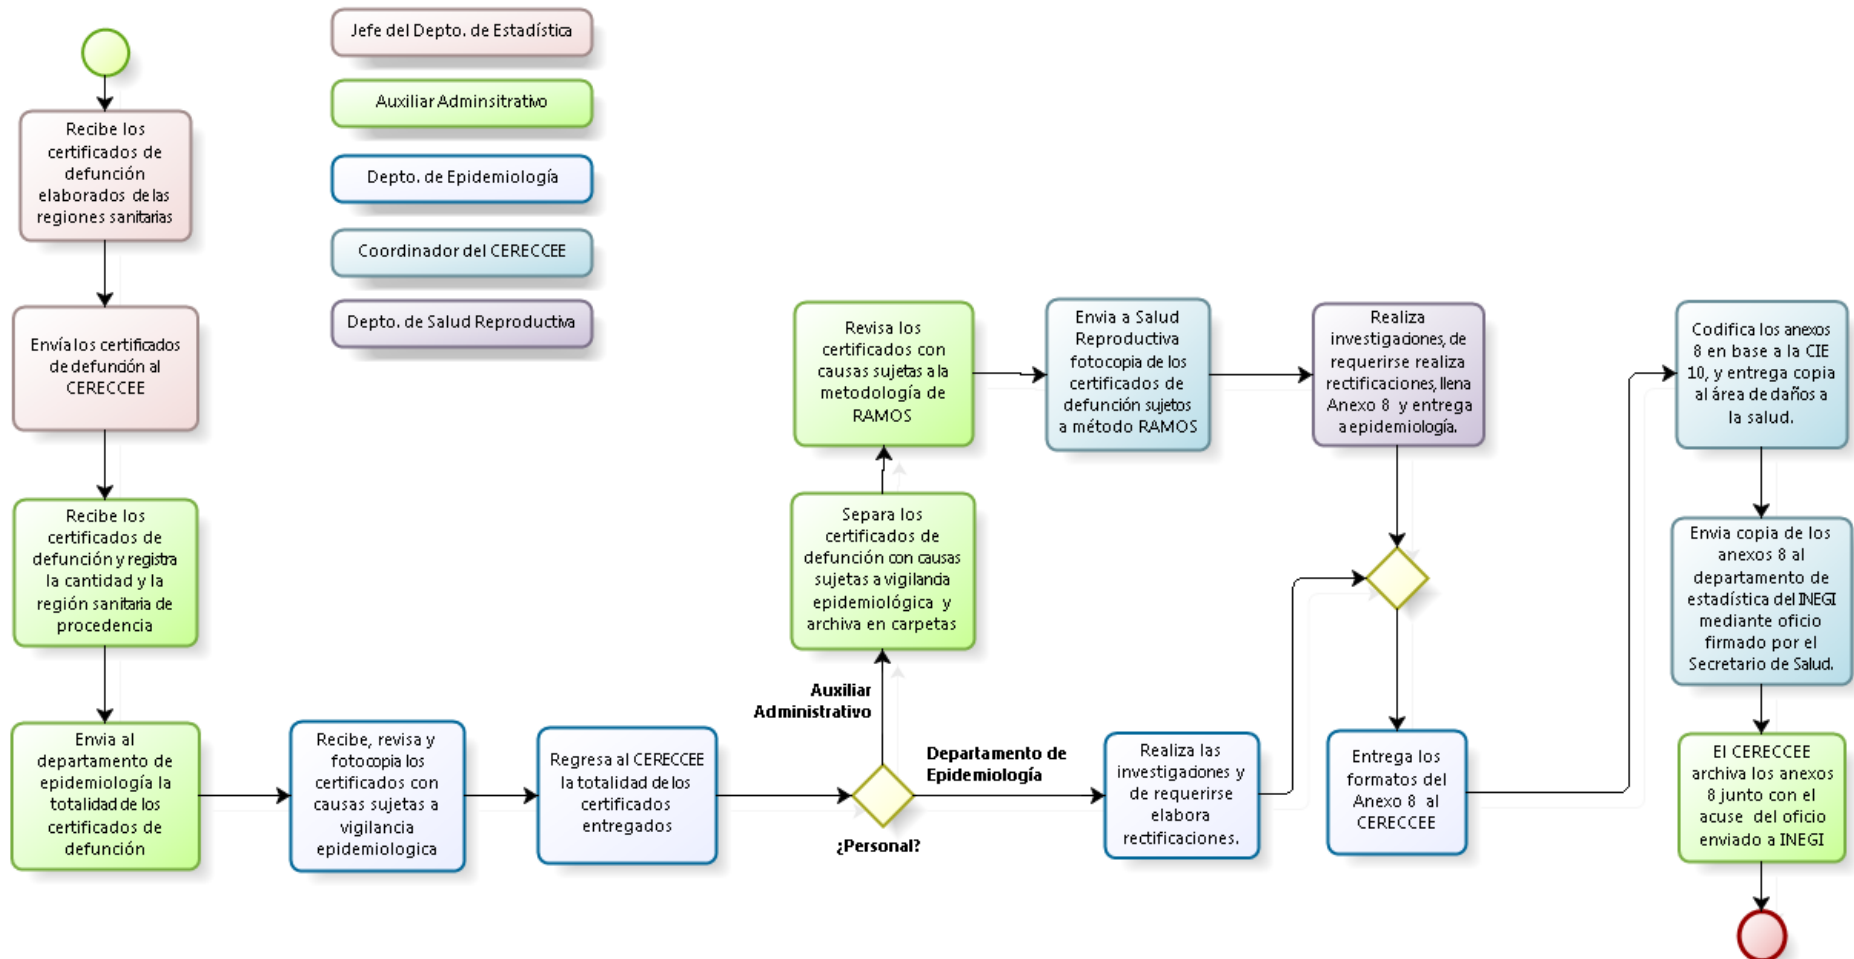 Jefe del Depto. de Estadística
Auxiliar Adminsitrativo
Depto. de Epidemiología
Coordinador del CERECCEE
Depto. de Salud Reproductiva
Recibe los
certificados de
defunción
elaborados de las
regiones sanitarias
Envía los certificados
de defunción al
CERECCEE
Recibe los
certificados de
defunción y registra
la cantidad y la
región sanitaria de
procedencia
Envia al
departamento de
epidemiología la
totalidad de los
certificados de
defunción
Recibe, revisa y
fotocopia los
certificados con
causas sujetas a
vigilancia
epidemiologica
Regresa al CERECCEE
la totalidad de los
certificados
entregados
¿Personal?
Auxiliar
Administrativo
Departamento de
Epidemiología
Separa los
certificados de
defunción con causas
sujetas a vigilancia
epidemiológica y
archiva en carpetas
Revisa los
certificados con
causas sujetas a la
metodología de
RAMOS
Envia a Salud
Reproductiva
fotocopia de los
certificados de
defunción sujetos
a método RAMOS
Realiza
investigaciones, de
requerirse realiza
rectificaciones, llena
Anexo 8 y entrega
a epidemiología.
Realiza las
investigaciones y
de requerirse
elabora
rectificaciones.
Entrega los
formatos del
Anexo 8 al
CERECCEE
Codifica los anexos
8 en base a la CIE
10, y entrega copia
al área de daños a
la salud.
Envia copia de los
anexos 8 al
departamento de
estadística del INEGI
mediante oficio
firmado por el
Secretario de Salud.
El CERECCEE
archiva los anexos
8 junto con el
acuse del oficio
enviado a INEGI